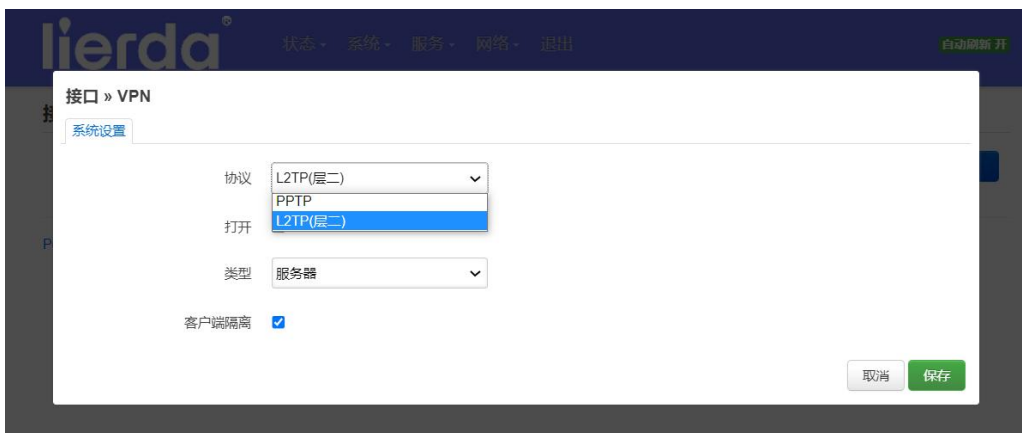 lierda®
状态 系统 服务 网络 退出
自动刷新 开
接口 » VPN
系统设置
协议 L2TP(层二)
PPTP
L2TP(层二)
打开
类型 服务器
客户端隔离
取消 保存